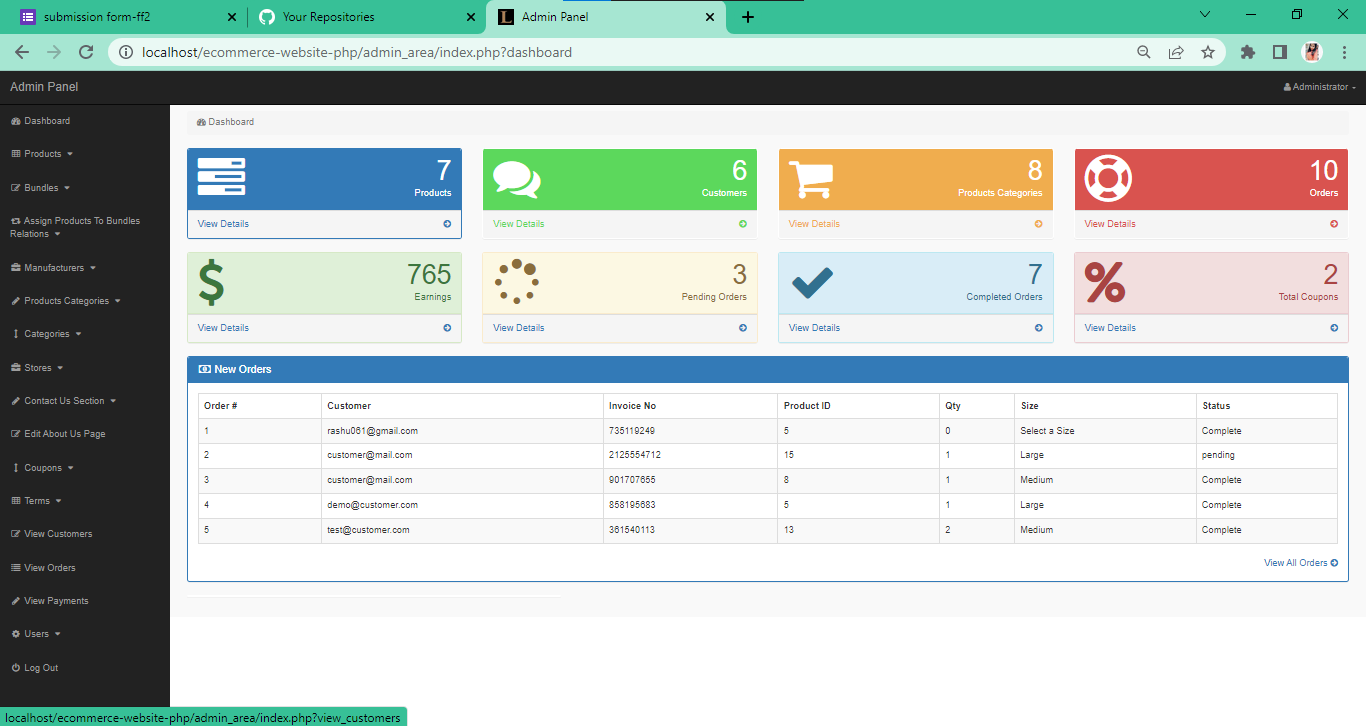 submission form-ff2
Your Repositories
Admin Panel
localhost/ecommerce-website-php/admin_area/index.php?dashboard
Admin Panel
Administrator
Dashboard
Products
Bundles
Assign Products To Bundles
Relations
Manufacturers
Products Categories
Categories
Stores
Contact Us Section
Edit About Us Page
Coupons
Terms
View Customers
View Orders
View Payments
Users
Log Out
Dashboard
7
Products
View Details
6
Customers
View Details
8
Products Categories
View Details
10
Orders
View Details
$
765
Earnings
View Details
3
Pending Orders
View Details
7
Completed Orders
View Details
%
2
Total Coupons
View Details
New Orders
Order # Customer Invoice No Product ID Qty Size Status
1 rashu061@gmail.com 735119249 5 0 Select a Size Complete
2 customer@mail.com 2125554712 15 1 Large pending
3 customer@mail.com 901707655 8 1 Medium Complete
4 demo@customer.com 858195683 5 1 Large Complete
5 test@customer.com 361540113 13 2 Medium Complete
View All Orders
localhost/ecommerce-website-php/admin_area/index.php?view_customers